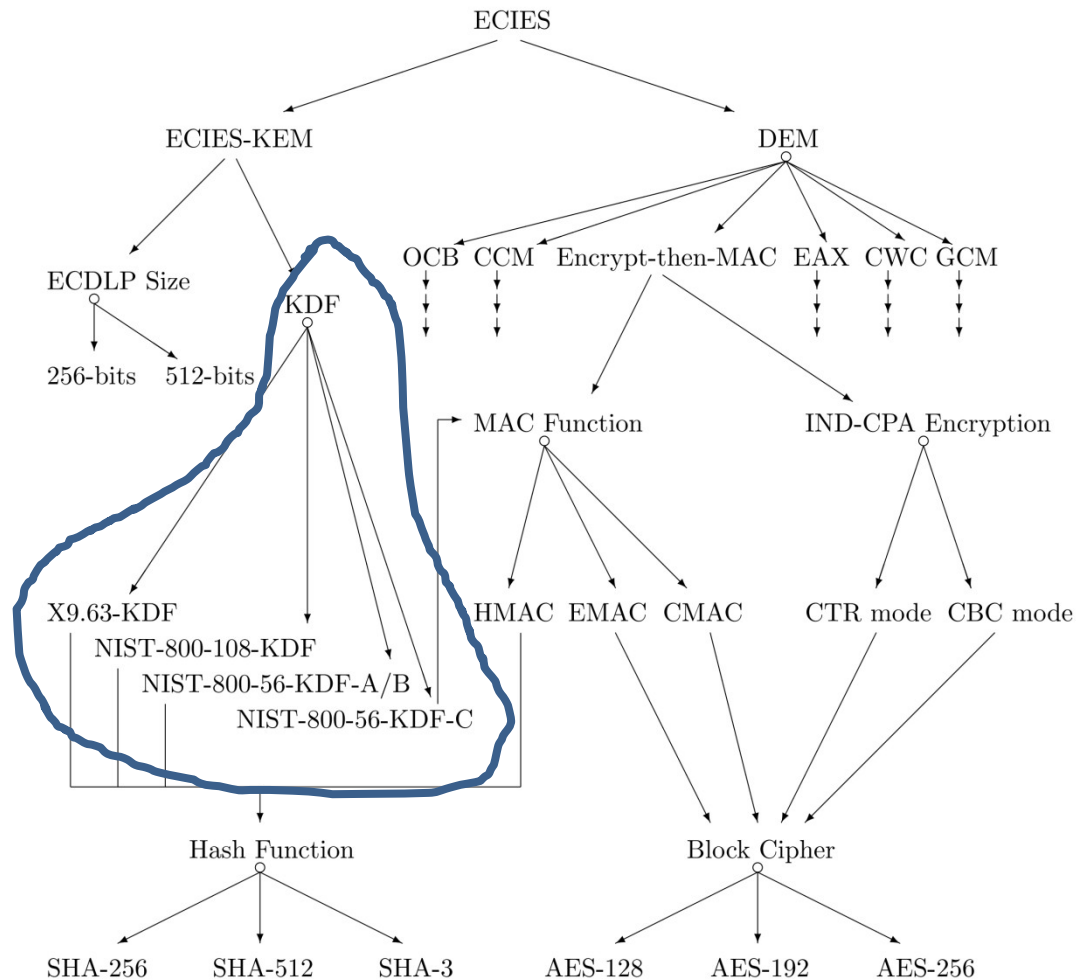 ECIES
ECIES-KEM
DEM
OCB CCM Encrypt-then-MAC EAX CWC GCM
ECDLP Size
KDF
256-bits 512-bits
MAC Function
IND-CPA Encryption
X9.63-KDF
HMAC EMAC CMAC
CTR mode CBC mode
NIST-800-108-KDF
NIST-800-56-KDF-A/B
NIST-800-56-KDF-C
Hash Function
Block Cipher
SHA-256 SHA-512 SHA-3
AES-128 AES-192 AES-256